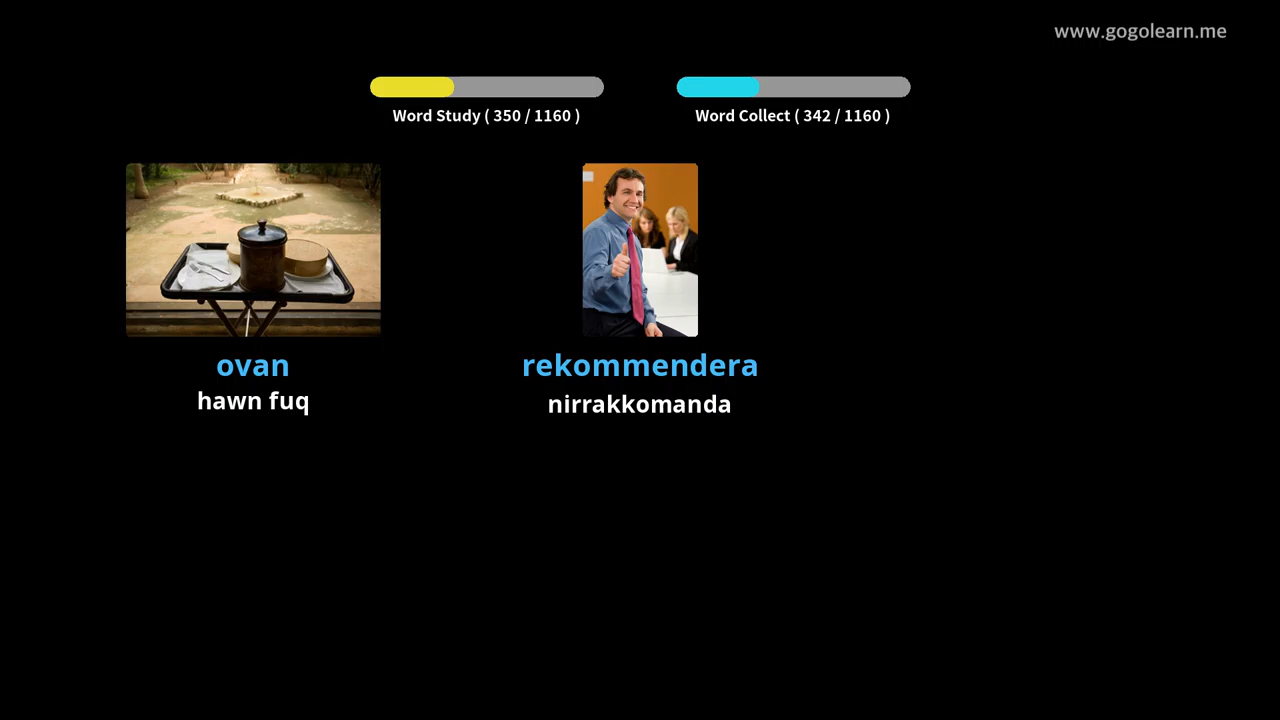 www.gogolearn.me
Word Study ( 350 / 1160 )
Word Collect ( 342 / 1160 )
ovan
hawn fuq
rekommendera
nirrakkomanda